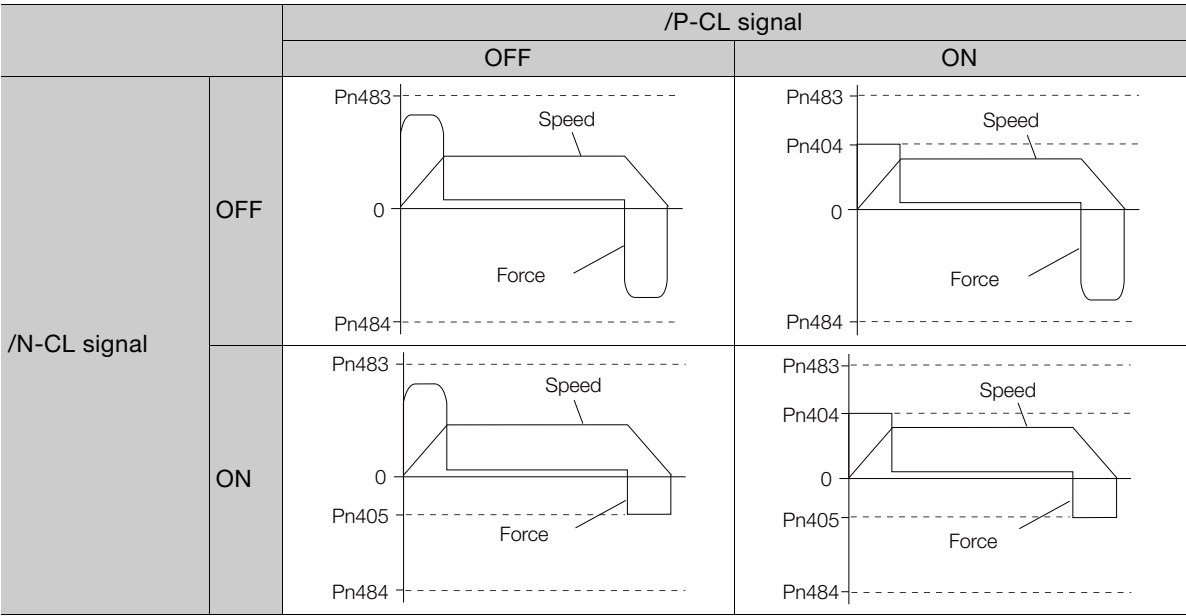 /P-CL signal
OFF
ON
/N-CL signal
OFF
Pn483
Speed
0
Force
Pn484
Pn483
Speed
Pn404
0
Force
Pn484
ON
Pn483
Speed
0
Pn405
Force
Pn484
Pn483
Speed
Pn404
0
Pn405
Force
Pn484